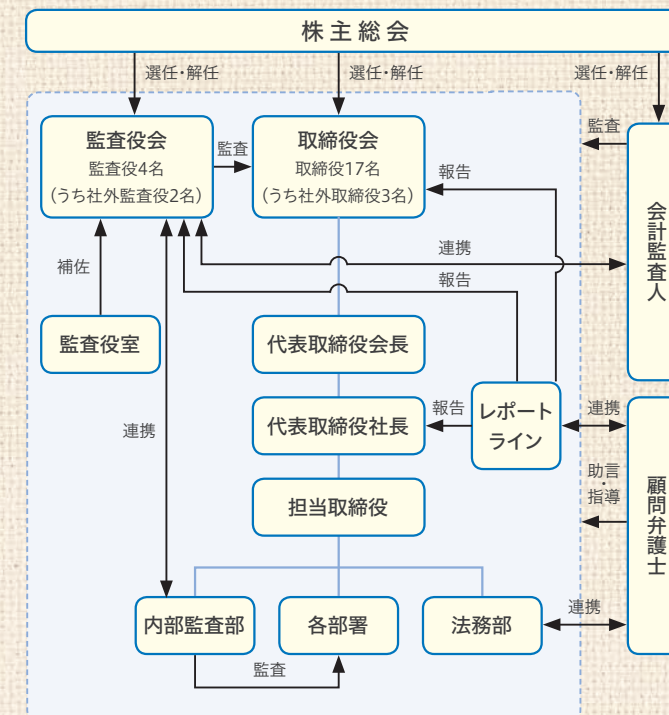 株主総会
選任・解任
選任・解任
選任・解任
監査役会
監査役4名
（うち社外監査役2名）
監査
取締役会
取締役17名
（うち社外取締役3名）
監査
報告
会計監査人
連携
報告
補佐
監査役室
代表取締役会長
連携
代表取締役社長
報告
レポート
ライン
連携
助言・指導
顧問弁護士
担当取締役
内部監査部
各部署
法務部
連携
監査